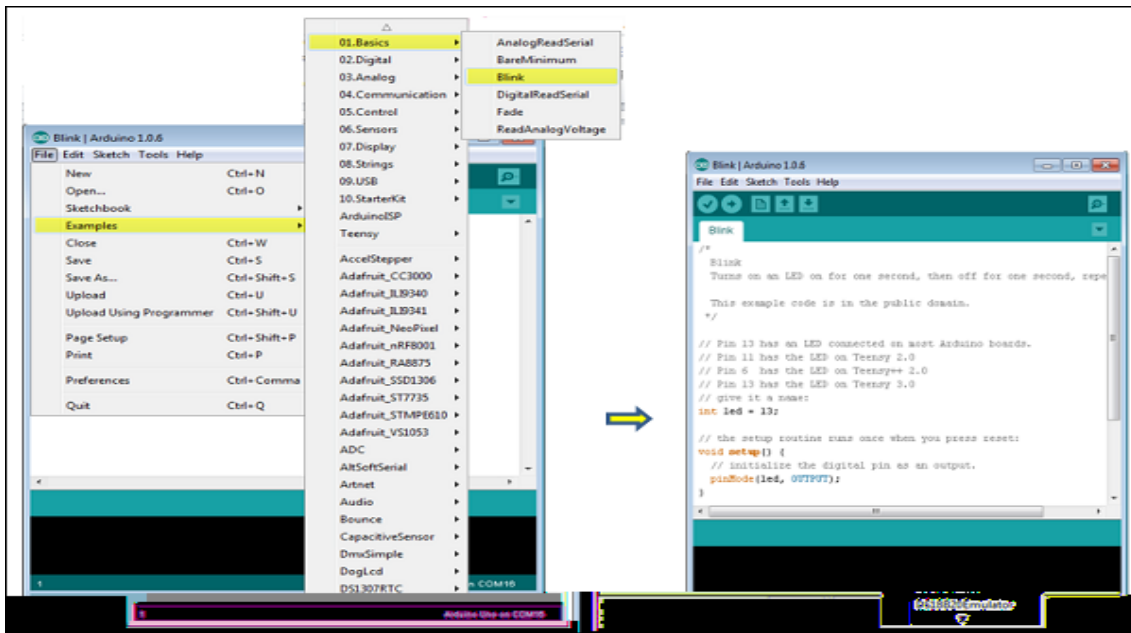 01.Basics
02.Digital
03.Analog
04.Communication
05.Control
06.Sensors
07.Display
08.Strings
09.USB
10.StarterKit
ArduinoISP
Teensy
AccelStepper
Adafruit_CC3000
Adafruit_ILI9340
Adafruit_ILI9341
Adafruit_NeoPixel
Adafruit_nRF8001
Adafruit_RA8875
Adafruit_SSD1306
Adafruit_ST7735
Adafruit_STMPE610
Adafruit_VS1053
ADC
AltSoftSerial
Artnet
Audio
Bounce
CapacitiveSensor
DmxSimple
DogLcd
DS1307RTC
AnalogReadSerial
BareMinimum
Blink
DigitalReadSerial
Fade
ReadAnalogVoltage
Blink | Arduino 1.0.6
File Edit Sketch Tools Help
New Ctrl+N
Open... Ctrl+O
Sketchbook
Examples
Close Ctrl+W
Save Ctrl+S
Save As... Ctrl+Shift+S
Upload Ctrl+U
Upload Using Programmer Ctrl+Shift+U
Page Setup Ctrl+Shift+P
Print Ctrl+P
Preferences Ctrl+Comma
Quit Ctrl+Q
1
on COM16
1
Arduino Uno on COM16
Blink | Arduino 1.0.6
File Edit Sketch Tools Help
Blink
/*
Blink
Turns on an LED on for one second, then off for one second, repe
This example code is in the public domain.
*/
// Pin 13 has an LED connected on most Arduino boards.
// Pin 11 has the LED on Teensy 2.0
// Pin 6 has the LED on Teensy++ 2.0
// Pin 13 has the LED on Teensy 3.0
// give it a name:
int led = 13;
// the setup routine runs once when you press reset:
void setup() {
// initialize the digital pin as an output.
pinMode(led, OUTPUT);
}